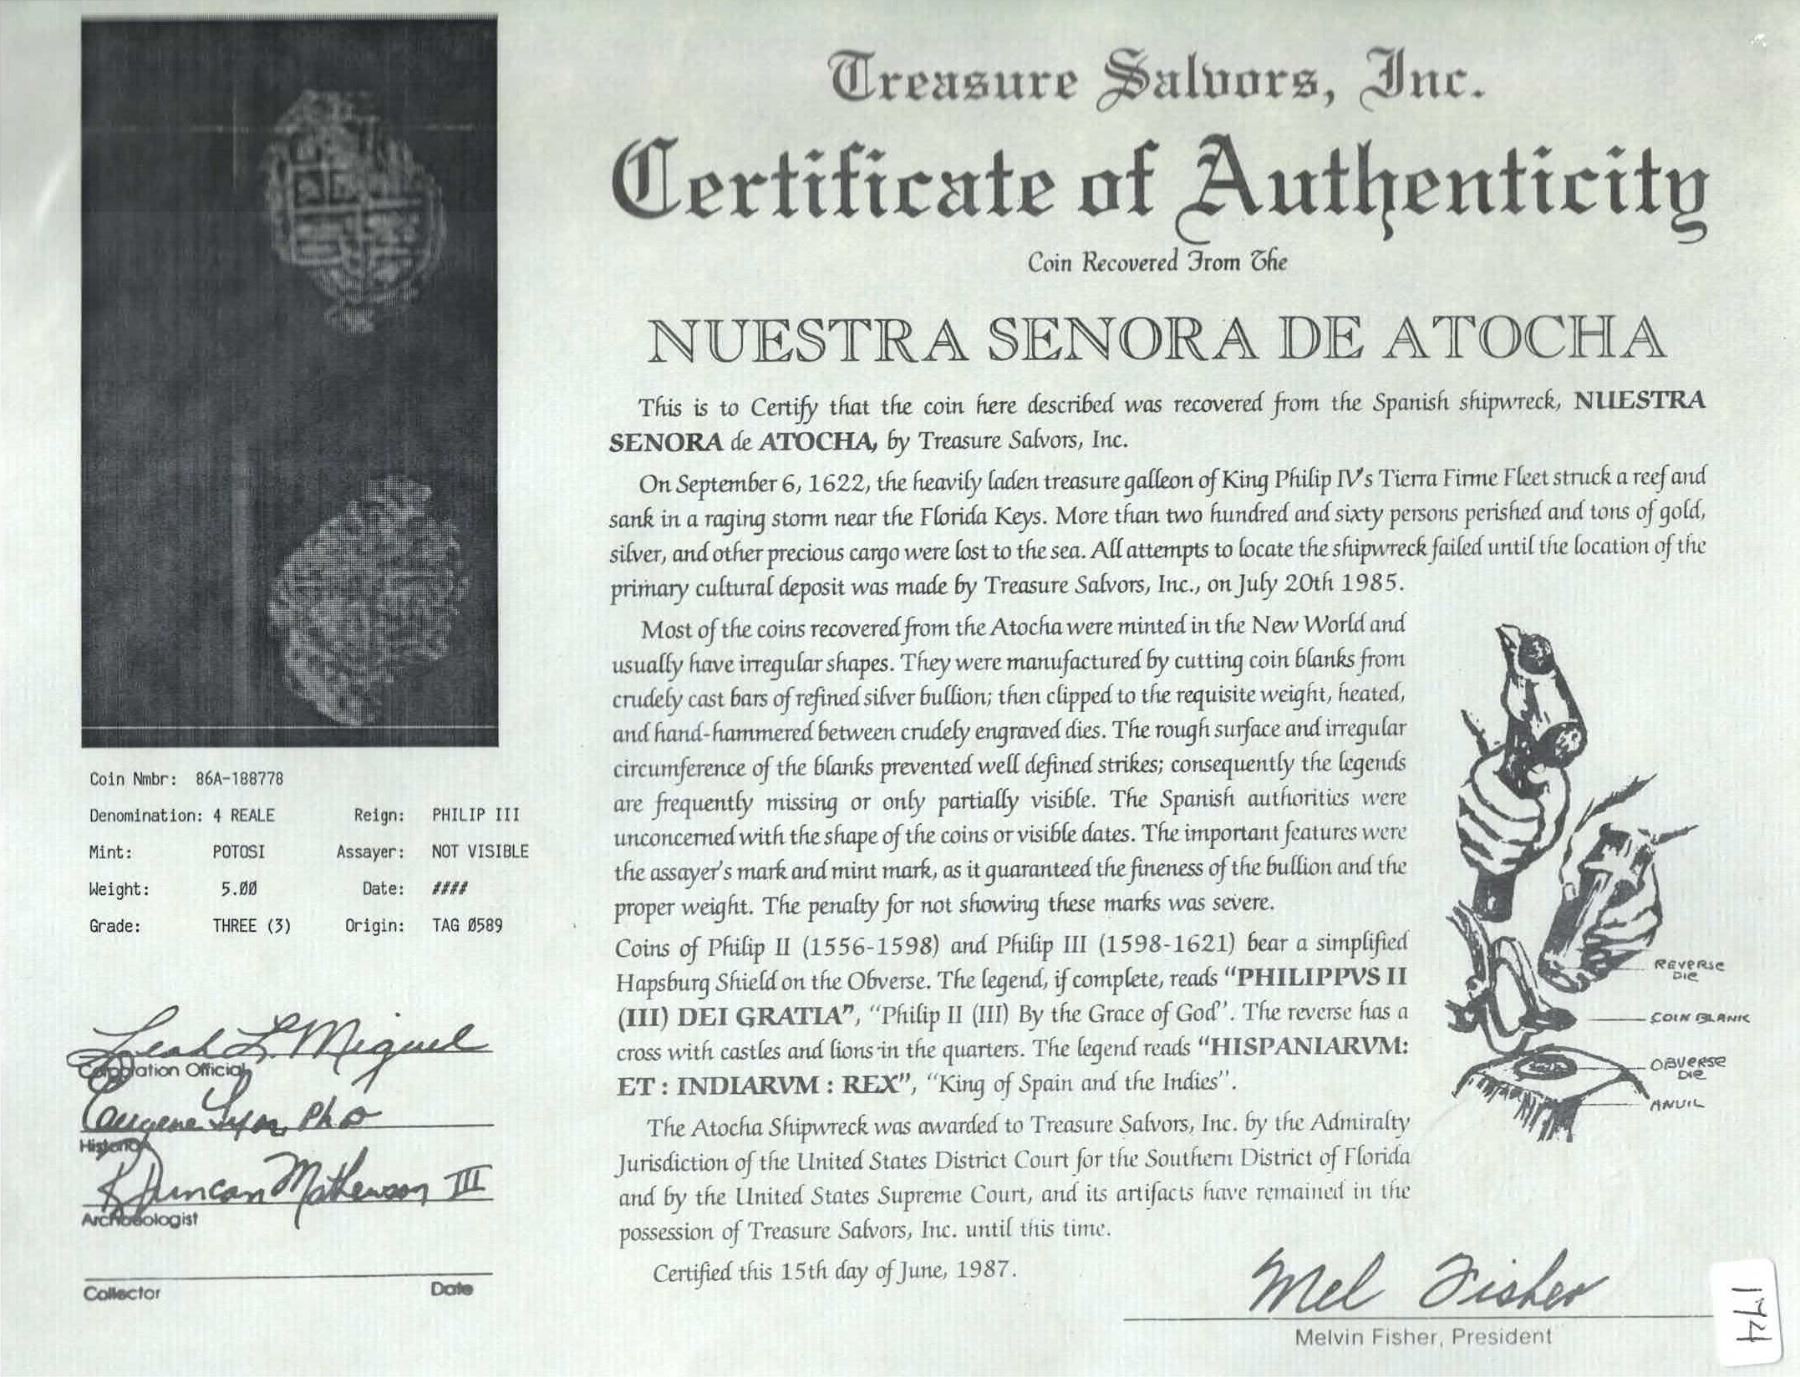 Treasure Salvors, Inc.
Certificate of Authenticity
Coin Recovered From The
NUESTRA SENORA DE ATOCHA
This is to Certify that the coin here described was recovered from the Spanish shipwreck, NUESTRA
SENORA de ATOCHA, by Treasure Salvors, Inc.
On September 6, 1622, the heavily laden treasure galleon of King Philip IV's Tierra Firme Fleet struck a reef and
sank in a raging storm near the Florida Keys. More than two hundred and sixty persons perished and tons of gold,
silver, and other precious cargo were lost to the sea. All attempts to locate the shipwreck failed until the location of the
primary cultural deposit was made by Treasure Salvors, Inc., on July 20th 1985.
Most of the coins recovered from the Atocha were minted in the New World and
usually have irregular shapes. They were manufactured by cutting coin blanks from
crudely cast bars of refined silver bullion; then clipped to the requisite weight, heated,
and hand-hammered between crudely engraved dies. The rough surface and irregular
circumference of the blanks prevented well defined strikes; consequently the legends
are frequently missing or only partially visible. The Spanish authorities were
unconcerned with the shape of the coins or visible dates. The important features were
the assayer's mark and mint mark, as it guaranteed the fineness of the bullion and the
proper weight. The penalty for not showing these marks was severe.
Coins of Philip II (1556-1598) and Philip III (1598-1621) bear a simplified
Hapsburg Shield on the Obverse. The legend, if complete, reads "PHILIPPVS II
(III) DEI GRATIA", "Philip II (III) By the Grace of God". The reverse has a
cross with castles and lions in the quarters. The legend reads "HISPANIARVM:
ET : INDIARVM : REX", "King of Spain and the Indies".
The Atocha Shipwreck was awarded to Treasure Salvors, Inc. by the Admiralty
Jurisdiction of the United States District Court for the Southern District of Florida
and by the United States Supreme Court, and its artifacts have remained in the
possession of Treasure Salvors, Inc. until this time.
Certified this 15th day of June, 1987.
REVERSE
DIE
COIN BLANK
OBVERSE
DIE
ANVIL
Mel Fisher
Melvin Fisher, President
174
Coin Nmbr: 86A-188778
Denomination: 4 REALE Reign: PHILIP III
Mint: POTOSI Assayer: NOT VISIBLE
Weight: 5.00 Date: ####
Grade: THREE (3) Origin: TAG 0589
Leah L. Miguel
Corporation Official
Eugene Lyon, PhD
Historian
R Duncan Mathewson III
Archaeologist
Collector Date